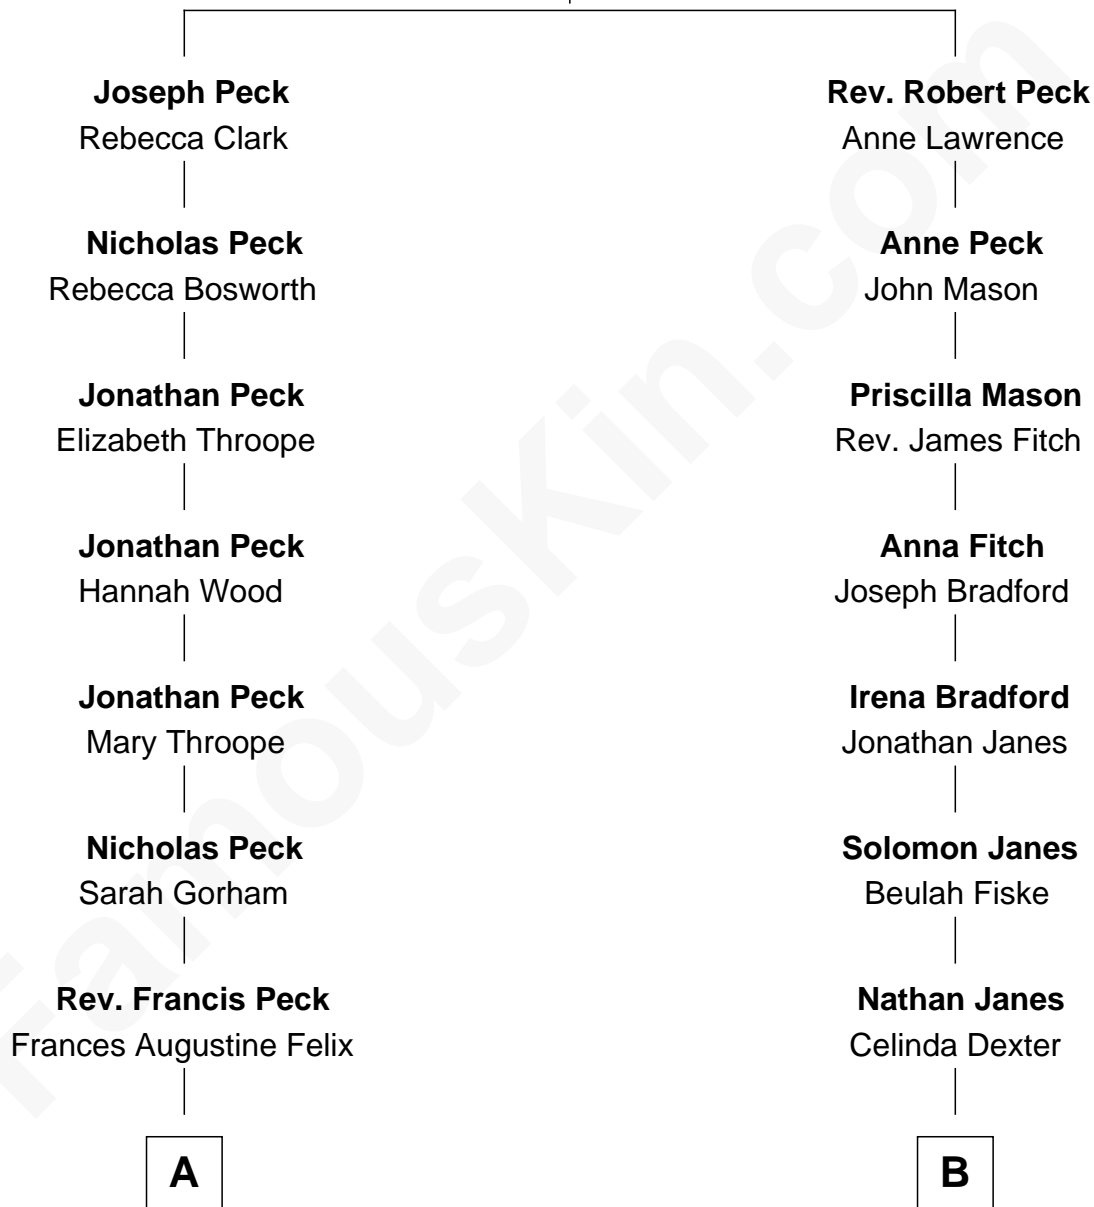 Joseph Peck
Rebecca Clark
Nicholas Peck
Rebecca Bosworth
Jonathan Peck
Elizabeth Throope
Jonathan Peck
Hannah Wood
Jonathan Peck
Mary Throope
Nicholas Peck
Sarah Gorham
Rev. Francis Peck
Frances Augustine Felix
A
Rev. Robert Peck
Anne Lawrence
Anne Peck
John Mason
Priscilla Mason
Rev. James Fitch
Anna Fitch
Joseph Bradford
Irena Bradford
Jonathan Janes
Solomon Janes
Beulah Fiske
Nathan Janes
Celinda Dexter
B
FamousKin.com